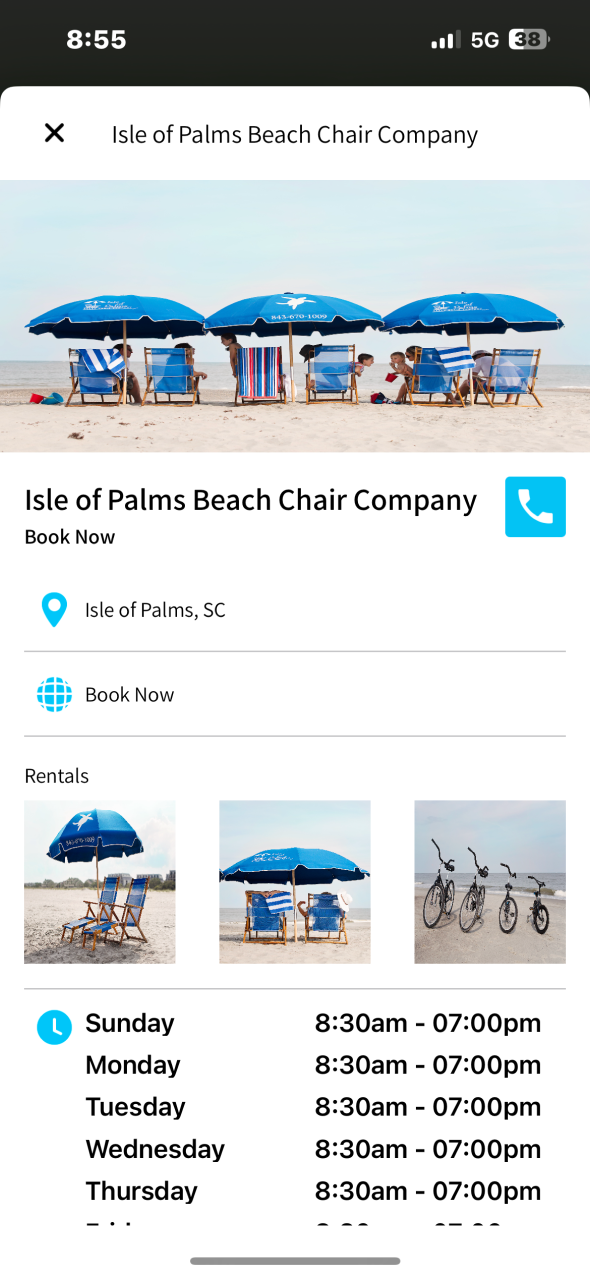 8:55 5G 38
Isle of Palms Beach Chair Company
843-670-1009
Isle of Palms Beach Chair Company
Book Now
Isle of Palms, SC
Book Now
Rentals
Sunday 8:30am - 07:00pm
Monday 8:30am - 07:00pm
Tuesday 8:30am - 07:00pm
Wednesday 8:30am - 07:00pm
Thursday 8:30am - 07:00pm